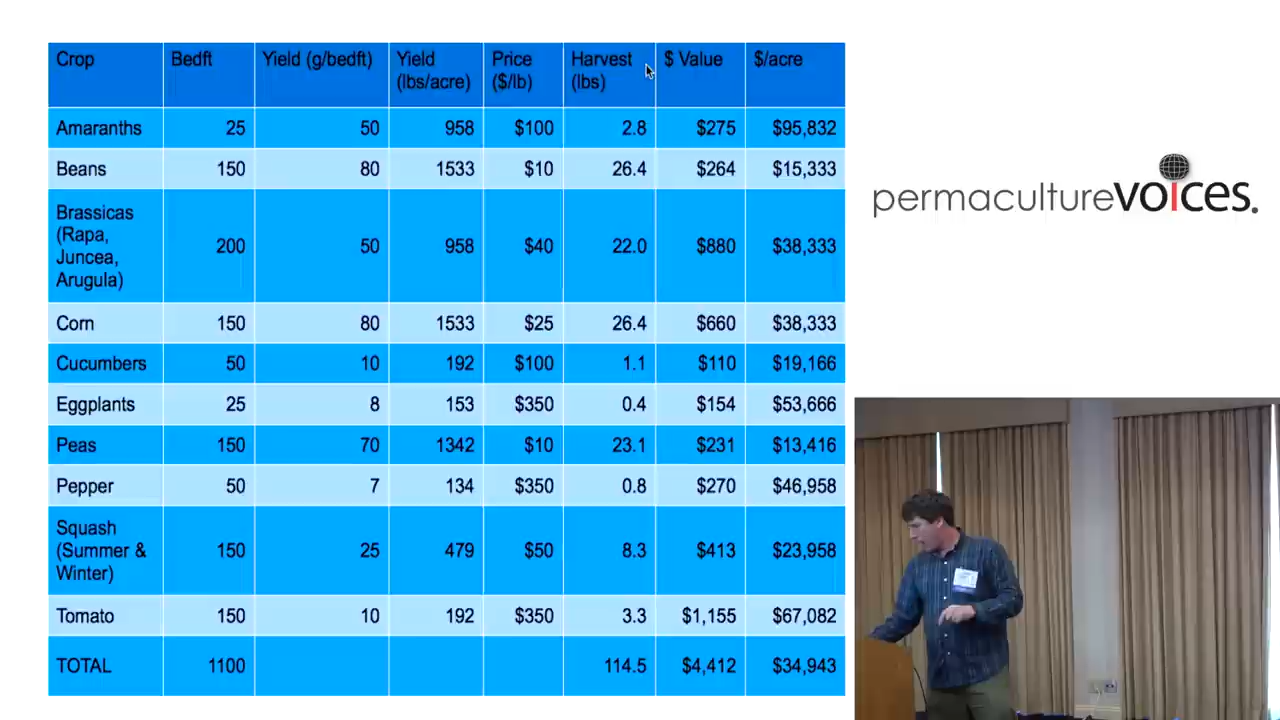 Crop Bedft Yield (g/bedft) Yield (lbs/acre) Price ($/lb) Harvest (lbs) $ Value $/acre
Amaranths 25 50 958 $100 2.8 $275 $95,832
Beans 150 80 1533 $10 26.4 $264 $15,333
Brassicas (Rapa, Juncea, Arugula) 200 50 958 $40 22.0 $880 $38,333
Corn 150 80 1533 $25 26.4 $660 $38,333
Cucumbers 50 10 192 $100 1.1 $110 $19,166
Eggplants 25 8 153 $350 0.4 $154 $53,666
Peas 150 70 1342 $10 23.1 $231 $13,416
Pepper 50 7 134 $350 0.8 $270 $46,958
Squash (Summer & Winter) 150 25 479 $50 8.3 $413 $23,958
Tomato 150 10 192 $350 3.3 $1,155 $67,082
TOTAL 1100 114.5 $4,412 $34,943
permaculturevoices.